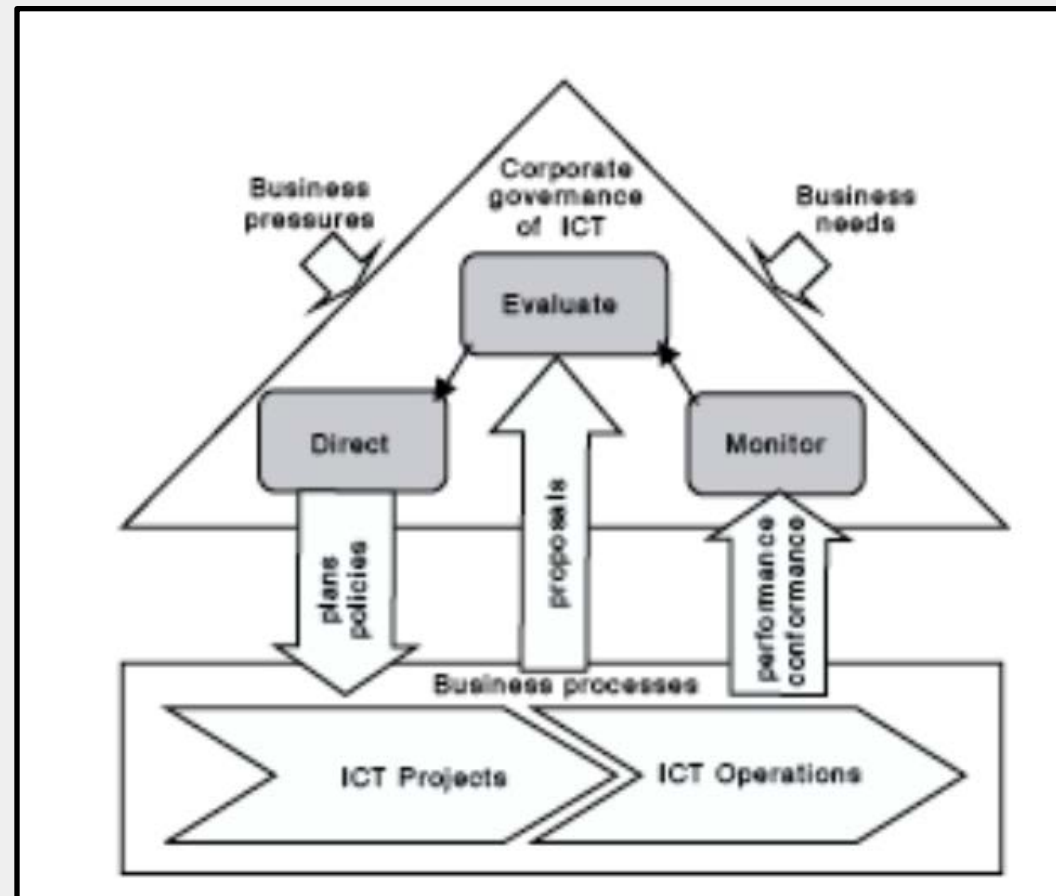 Corporate
governance
of ICT
Business
pressures
Business
needs
Evaluate
Direct
Monitor
plans
policies
proposals
performance
conformance
Business processes
ICT Projects
ICT Operations